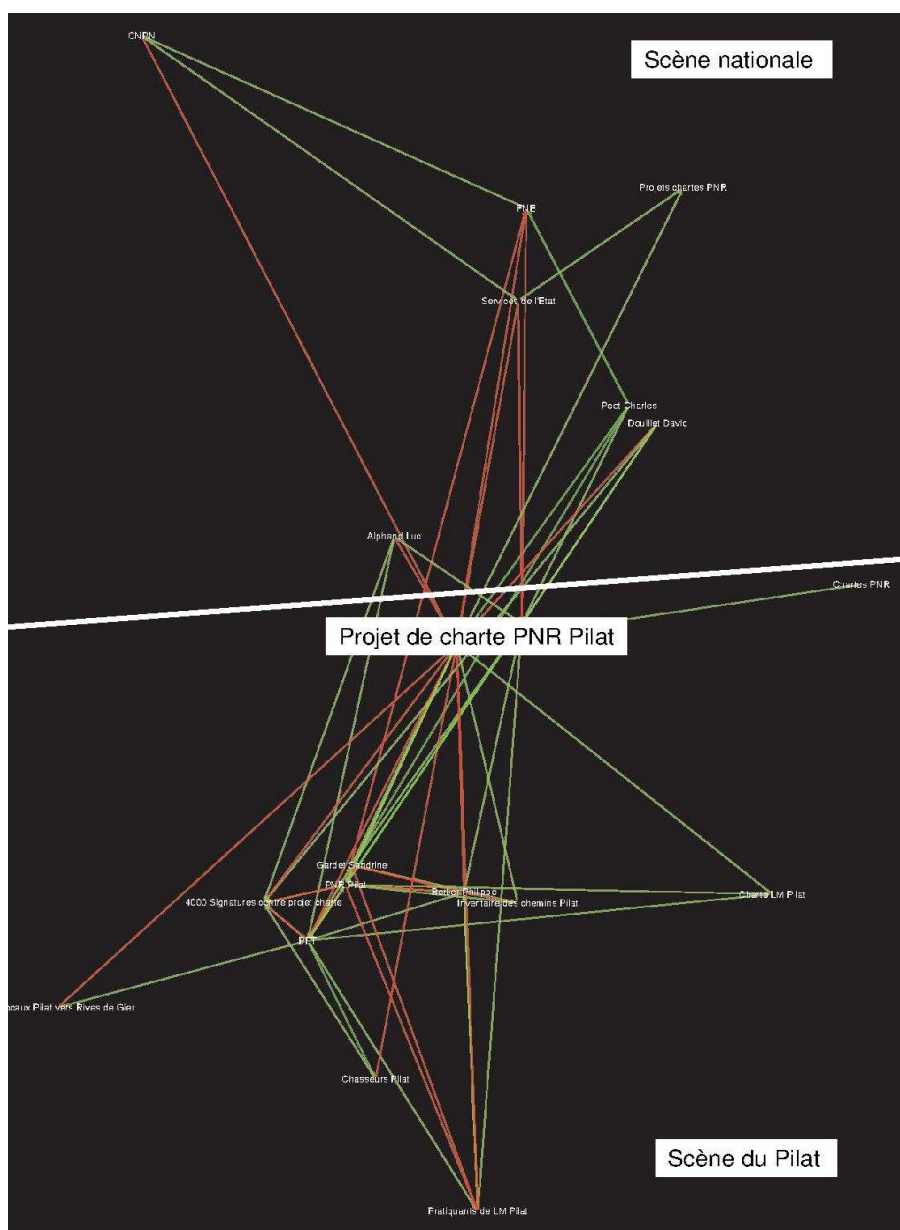 CNPN
Scène nationale
Projets chartes PNR
FNE
Services de l'Etat
Pect Charles
Douillet David
Alphand Luc
Chartes PNR
Projet de charte PNR Pilat
Gardet Sandrine
PNR Pilat
Berlier Philippe
Charte LM Pilat
4000 Signatures contre projet charte
Inventaire des chemins Pilat
ocaux Pilat vers Rives de Gier
Chasseurs Pilat
Scène du Pilat
Pratiquants de LM Pilat